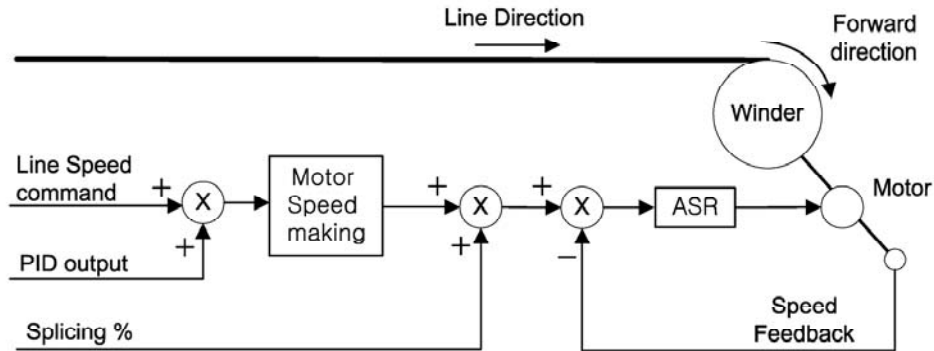 Line Direction
Forward
direction
Winder
Line Speed
command
+
X
+
Motor
Speed
making
+
X
+
+
X
−
ASR
Motor
PID output
Splicing %
Speed
Feedback